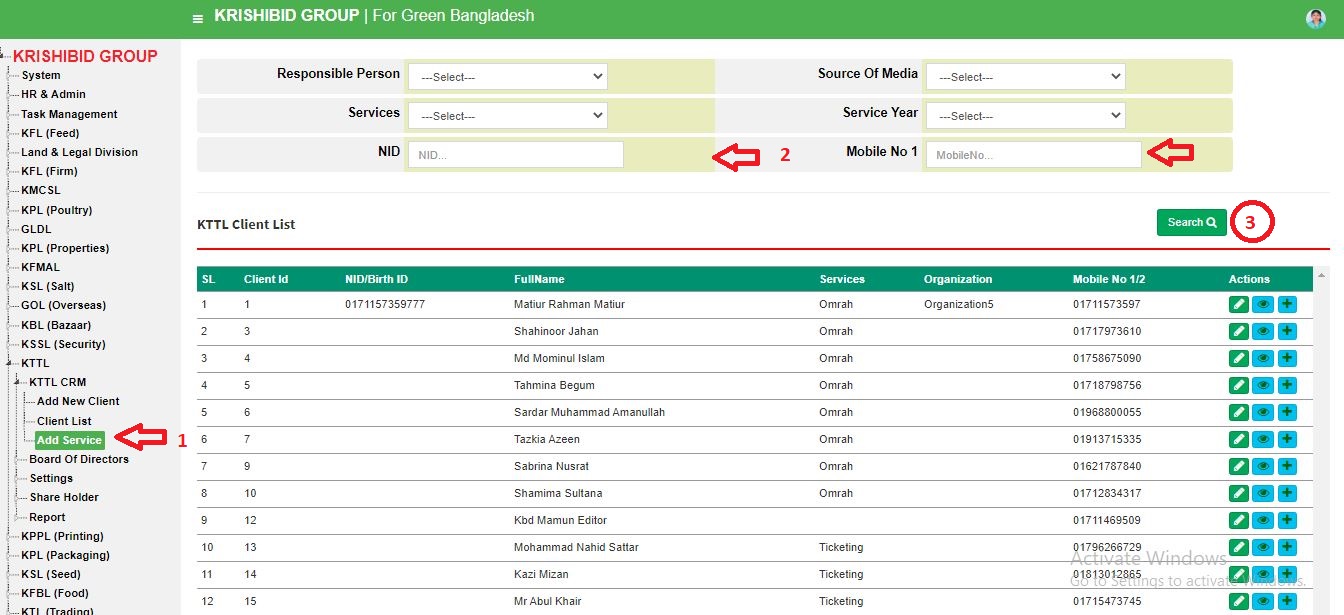 KRISHIBID GROUP | For Green Bangladesh
KRISHIBID GROUP
System
HR & Admin
Task Management
KFL (Feed)
Land & Legal Division
KFL (Firm)
KMCSL
KPL (Poultry)
GLDL
KPL (Properties)
KFMAL
KSL (Salt)
GOL (Overseas)
KBL (Bazaar)
KSSL (Security)
KTTL
KTTL CRM
Add New Client
Client List
Add Service 1
Board Of Directors
Settings
Share Holder
Report
KPPL (Printing)
KPL (Packaging)
KSL (Seed)
KFBL (Food)
KTL (Trading)
Responsible Person ---Select--- Source Of Media ---Select---
Services ---Select--- Service Year ---Select---
NID NID... 2 Mobile No 1 MobileNo...
KTTL Client List Search 3
SL Client Id NID/Birth ID FullName Services Organization Mobile No 1/2 Actions
1 1 0171157359777 Matiur Rahman Matiur Omrah Organization5 01711573597
2 3 Shahinoor Jahan Omrah 01717973610
3 4 Md Mominul Islam Omrah 01758675090
4 5 Tahmina Begum Omrah 01718798756
5 6 Sardar Muhammad Amanullah Omrah 01968800055
6 7 Tazkia Azeen Omrah 01913715335
7 9 Sabrina Nusrat Omrah 01621787840
8 10 Shamima Sultana Omrah 01712834317
9 12 Kbd Mamun Editor 01711469509
10 13 Mohammad Nahid Sattar Ticketing 01796266729
Activate Windows
11 14 Kazi Mizan Ticketing 01813012865
Go to Settings to activate Windows.
12 15 Mr Abul Khair Ticketing 01715473745